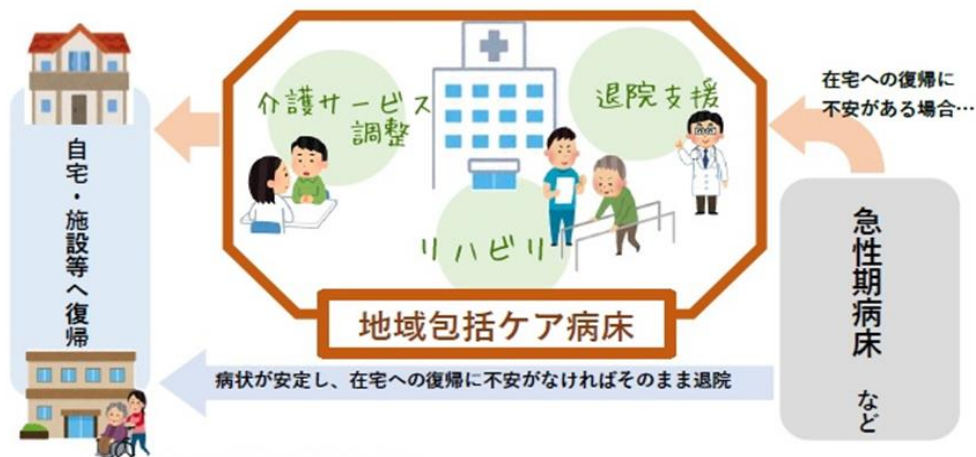 在宅への復帰に
不安がある場合…
急性期病床 など
介護サービス
調整
退院支援
リハビリ
地域包括ケア病床
病状が安定し、在宅への復帰に不安がなければそのまま退院
自宅・施設等へ復帰